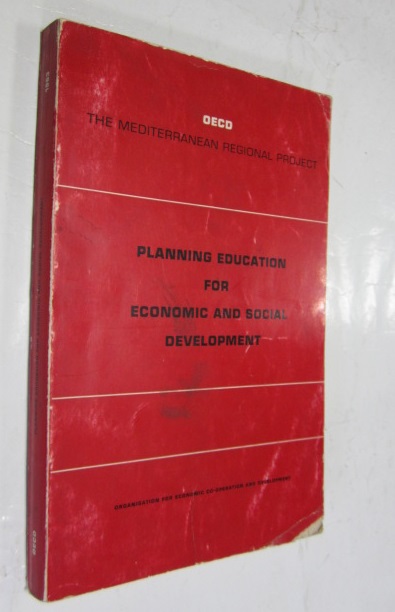 OECD
THE MEDITERRANEAN REGIONAL PROJECT
PLANNING EDUCATION
FOR
ECONOMIC AND SOCIAL
DEVELOPMENT
ORGANISATION FOR ECONOMIC CO-OPERATION AND DEVELOPMENT
OECD